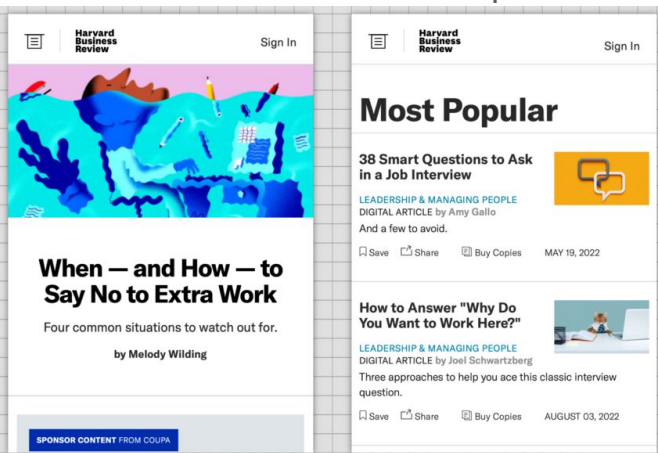 Harvard
Business
Review
Sign In
When — and How — to
Say No to Extra Work
Four common situations to watch out for.
by Melody Wilding
SPONSOR CONTENT FROM COUPA
Harvard
Business
Review
Sign In
Most Popular
38 Smart Questions to Ask
in a Job Interview
LEADERSHIP & MANAGING PEOPLE
DIGITAL ARTICLE by Amy Gallo
And a few to avoid.
Save Share Buy Copies MAY 19, 2022
How to Answer "Why Do
You Want to Work Here?"
LEADERSHIP & MANAGING PEOPLE
DIGITAL ARTICLE by Joel Schwartzberg
Three approaches to help you ace this classic interview
question.
Save Share Buy Copies AUGUST 03, 2022